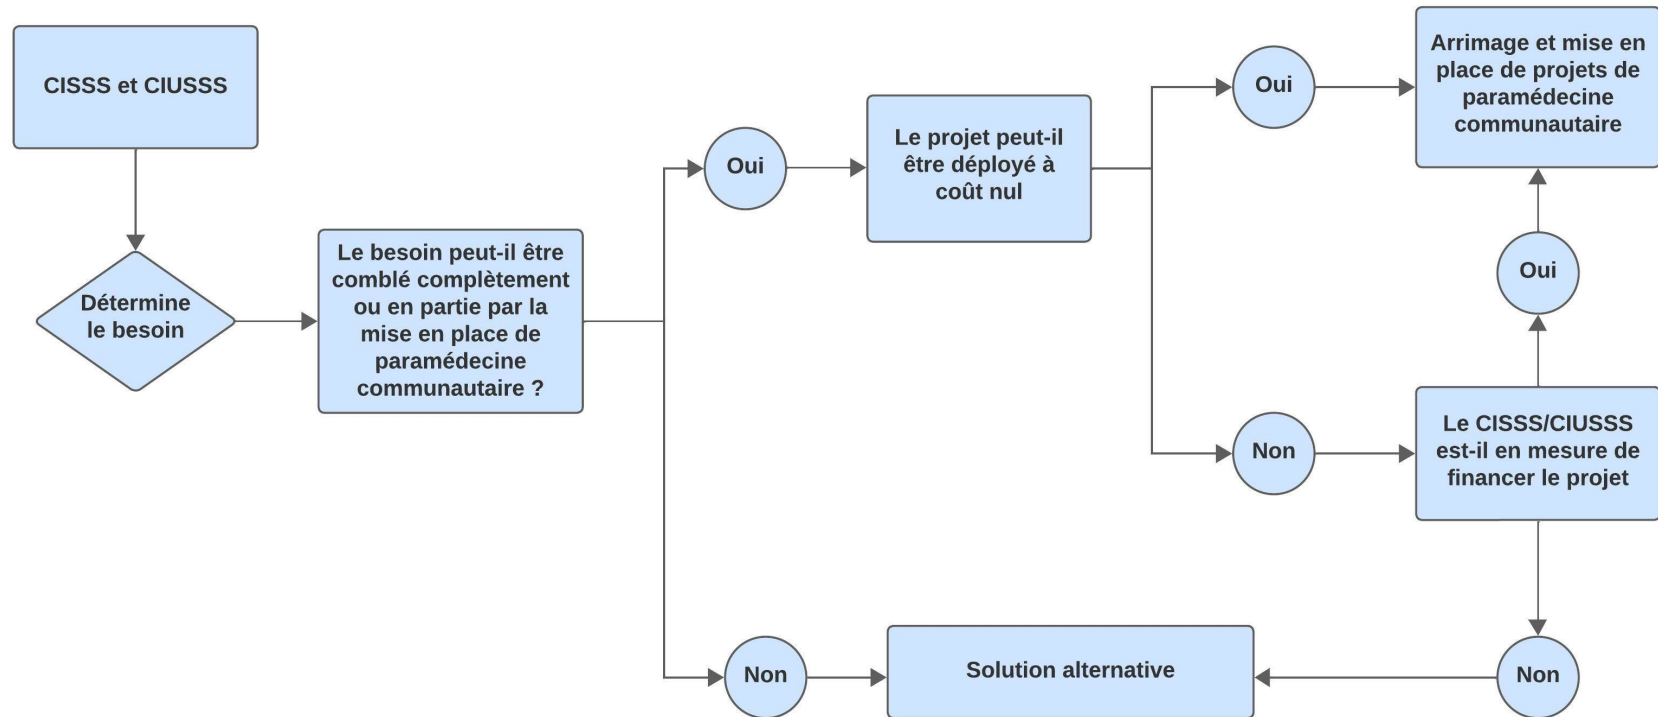 CISSS et CIUSSS
Détermine
le besoin
Le besoin peut-il être
comblé complètement
ou en partie par la
mise en place de
paramédecine
communautaire ?
Oui
Le projet peut-il
être déployé à
coût nul
Oui
Arrimage et mise en
place de projets de
paramédecine
communautaire
Oui
Non
Le CISSS/CIUSSS
est-il en mesure de
financer le projet
Non
Solution alternative
Non